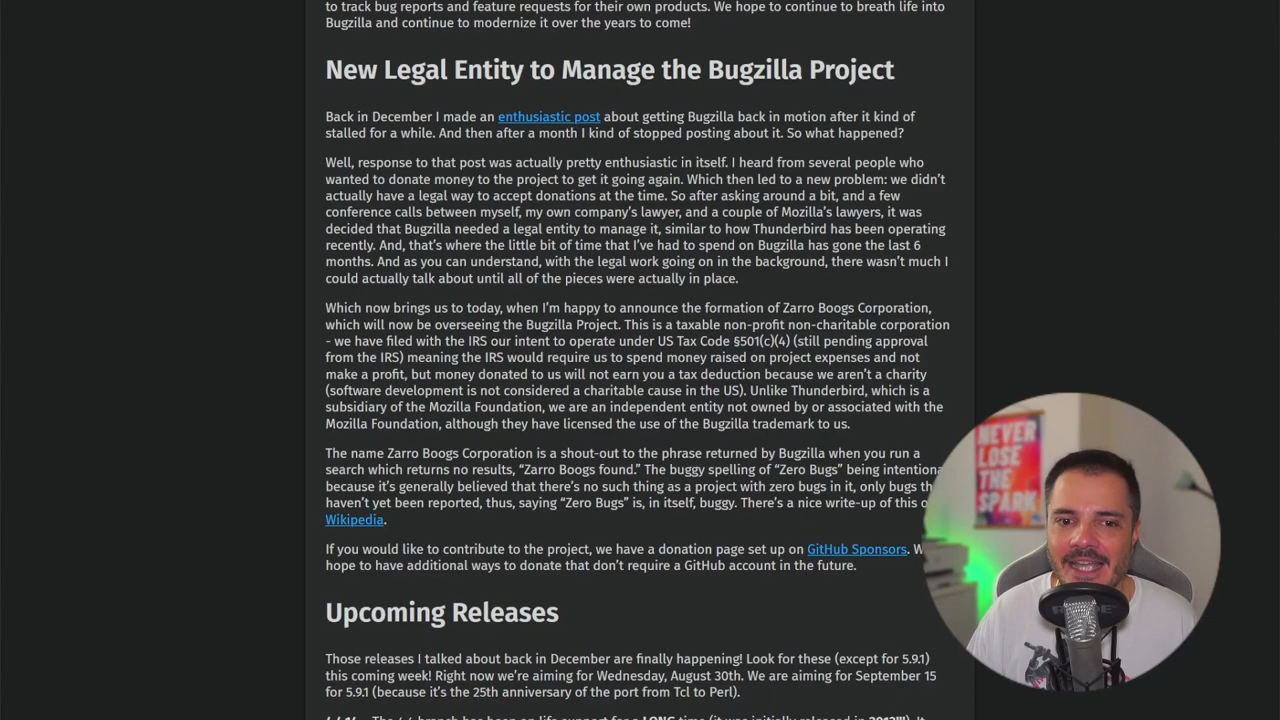 to track bug reports and feature requests for their own products. We hope to continue to breath life into
Bugzilla and continue to modernize it over the years to come!
New Legal Entity to Manage the Bugzilla Project
Back in December I made an enthusiastic post about getting Bugzilla back in motion after it kind of
stalled for a while. And then after a month I kind of stopped posting about it. So what happened?
Well, response to that post was actually pretty enthusiastic in itself. I heard from several people who
wanted to donate money to the project to get it going again. Which then led to a new problem: we didn't
actually have a legal way to accept donations at the time. So after asking around a bit, and a few
conference calls between myself, my own company's lawyer, and a couple of Mozilla's lawyers, it was
decided that Bugzilla needed a legal entity to manage it, similar to how Thunderbird has been operating
recently. And, that's where the little bit of time that I've had to spend on Bugzilla has gone the last 6
months. And as you can understand, with the legal work going on in the background, there wasn't much I
could actually talk about until all of the pieces were actually in place.
Which now brings us to today, when I'm happy to announce the formation of Zarro Boogs Corporation,
which will now be overseeing the Bugzilla Project. This is a taxable non-profit non-charitable corporation
- we have filed with the IRS our intent to operate under US Tax Code §501(c)(4) (still pending approval
from the IRS) meaning the IRS would require us to spend money raised on project expenses and not
make a profit, but money donated to us will not earn you a tax deduction because we aren't a charity
(software development is not considered a charitable cause in the US). Unlike Thunderbird, which is a
subsidiary of the Mozilla Foundation, we are an independent entity not owned by or associated with the
Mozilla Foundation, although they have licensed the use of the Bugzilla trademark to us.
The name Zarro Boogs Corporation is a shout-out to the phrase returned by Bugzilla when you run a
search which returns no results, "Zarro Boogs found." The buggy spelling of "Zero Bugs" being intentiona
because it's generally believed that there's no such thing as a project with zero bugs in it, only bugs th
haven't yet been reported, thus, saying "Zero Bugs" is, in itself, buggy. There's a nice write-up of this o
Wikipedia.
If you would like to contribute to the project, we have a donation page set up on GitHub Sponsors. W
hope to have additional ways to donate that don't require a GitHub account in the future.
NEVER
LOSE
THE
SPARK
Upcoming Releases
Those releases I talked about back in December are finally happening! Look for these (except for 5.9.1)
this coming week! Right now we're aiming for Wednesday, August 30th. We are aiming for September 15
for 5.9.1 (because it's the 25th anniversary of the port from Tcl to Perl).